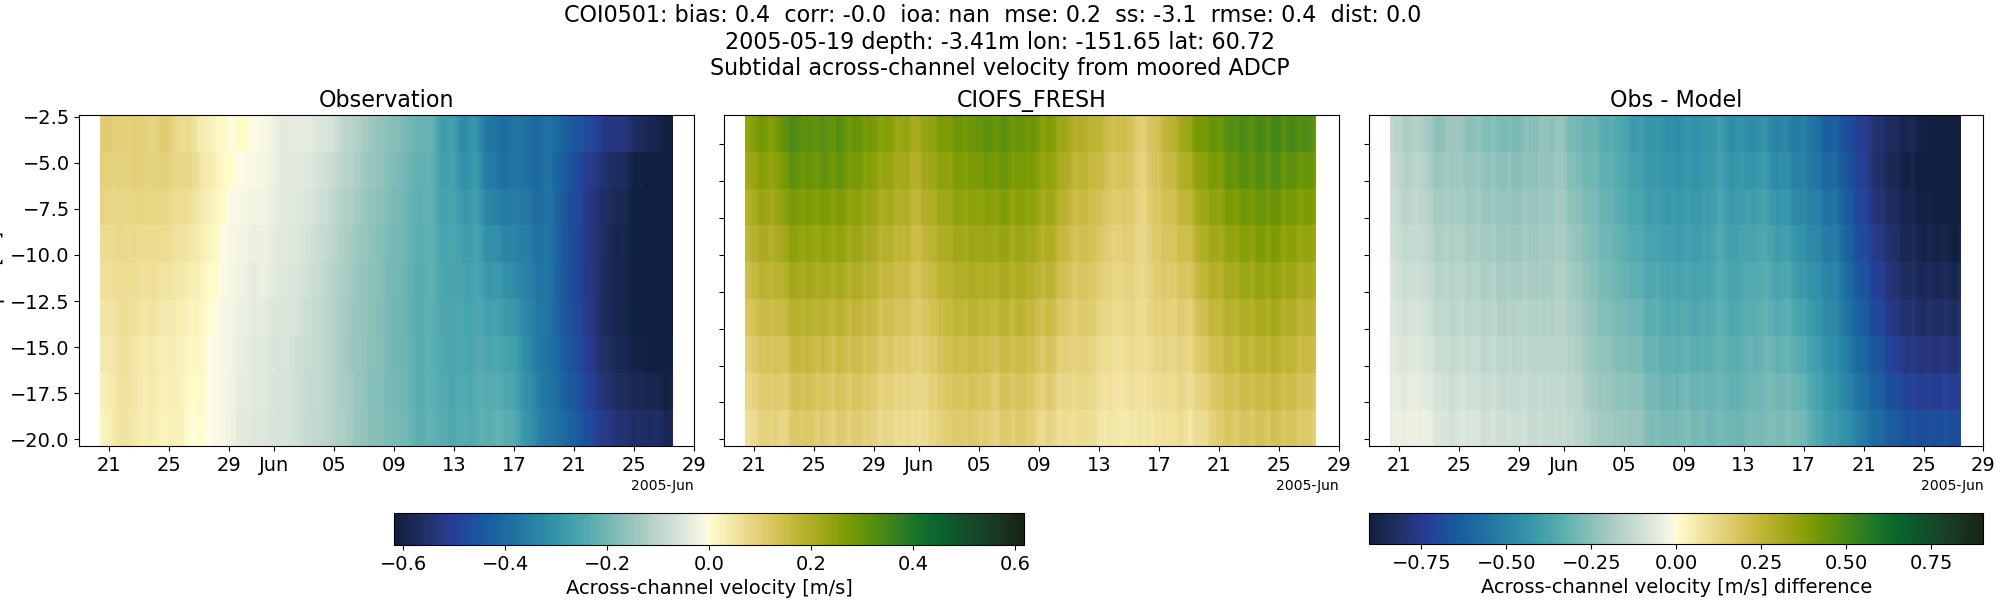 COI0501: bias: 0.4 corr: -0.0 ioa: nan mse: 0.2 ss: -3.1 rmse: 0.4 dist: 0.0
2005-05-19 depth: -3.41m lon: -151.65 lat: 60.72
Subtidal across-channel velocity from moored ADCP
Observation
CIOFS_FRESH
Obs - Model
−2.5
−5.0
−7.5
−10.0
−12.5
−15.0
−17.5
−20.0
21 25 29 Jun 05 09 13 17 21 25 29
2005-Jun
21 25 29 Jun 05 09 13 17 21 25 29
2005-Jun
21 25 29 Jun 05 09 13 17 21 25 29
2005-Jun
−0.6 −0.4 −0.2 0.0 0.2 0.4 0.6
Across-channel velocity [m/s]
−0.75 −0.50 −0.25 0.00 0.25 0.50 0.75
Across-channel velocity [m/s] difference